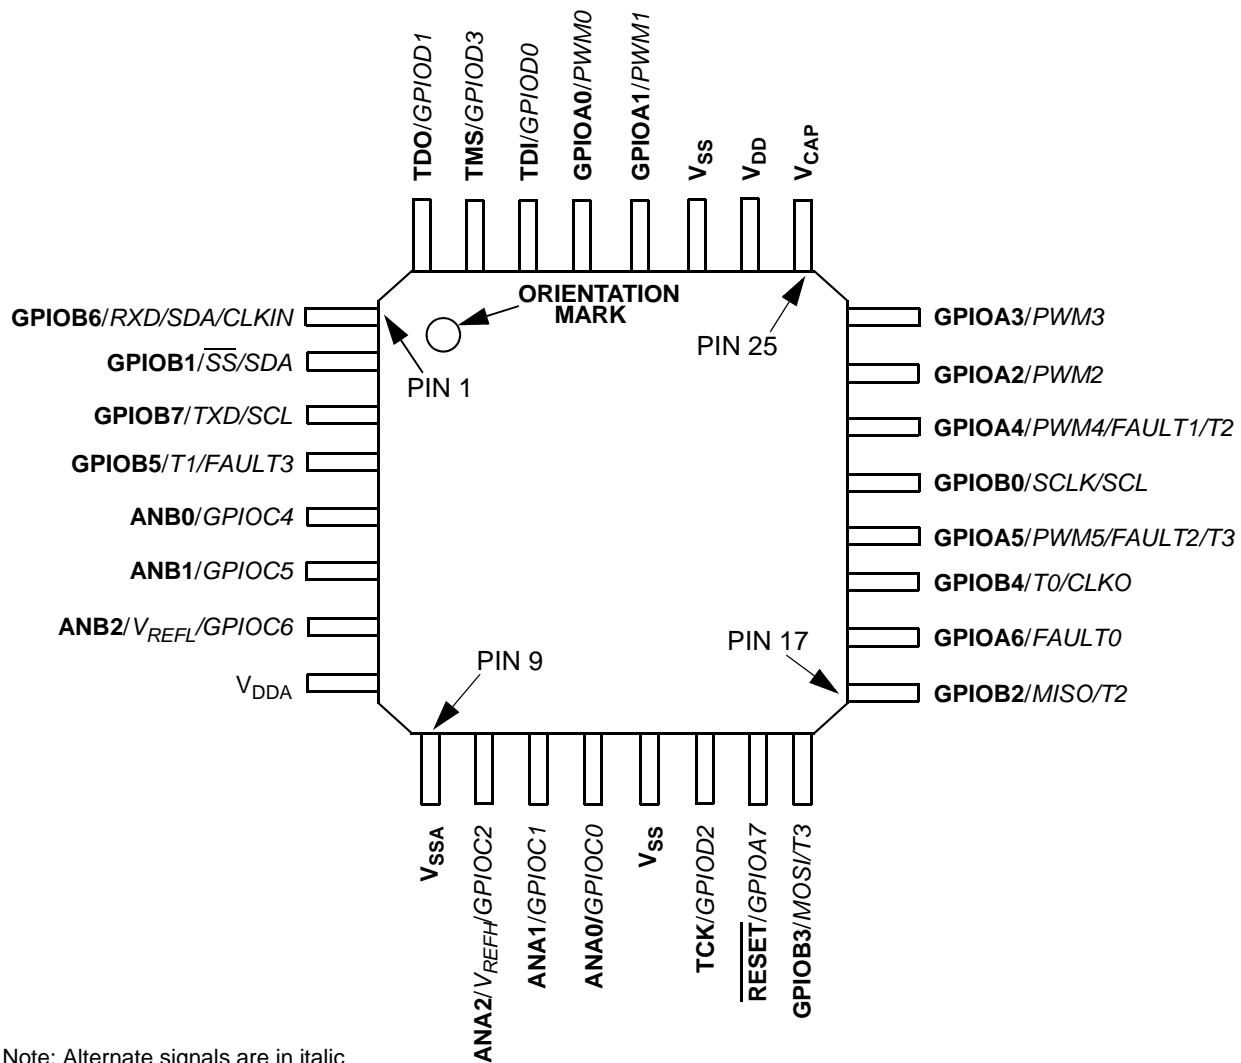 TDO/GPIOD1
TMS/GPIOD3
TDI/GPIOD0
GPIOA0/PWM0
GPIOA1/PWM1
VSS
VDD
VCAP
ORIENTATION
MARK
PIN 25
PIN 1
GPIOB6/RXD/SDA/CLKIN
GPIOB1/S̅S̅/SDA
GPIOB7/TXD/SCL
GPIOB5/T1/FAULT3
ANB0/GPIOC4
ANB1/GPIOC5
ANB2/VREFL/GPIOC6
VDDA
GPIOA3/PWM3
GPIOA2/PWM2
GPIOA4/PWM4/FAULT1/T2
GPIOB0/SCLK/SCL
GPIOA5/PWM5/FAULT2/T3
GPIOB4/T0/CLKO
GPIOA6/FAULT0
GPIOB2/MISO/T2
PIN 9
PIN 17
VSSA
ANA2/VREFH/GPIOC2
ANA1/GPIOC1
ANA0/GPIOC0
VSS
TCK/GPIOD2
R̅E̅S̅E̅T̅/GPIOA7
GPIOB3/MOSI/T3
Note: Alternate signals are in italic